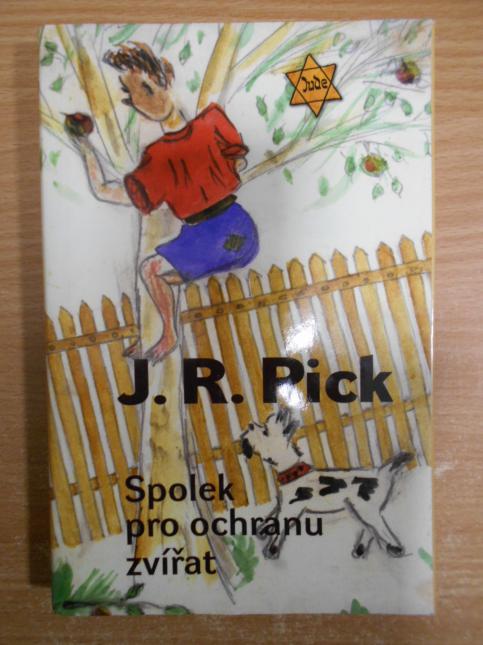 Jude
J. R. Pick
Spolek
pro ochranu
zvířat